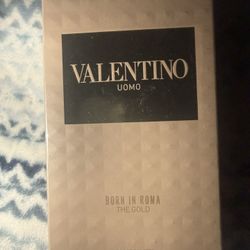 VALENTINO
UOMO
BORN IN ROMA
THE GOLD